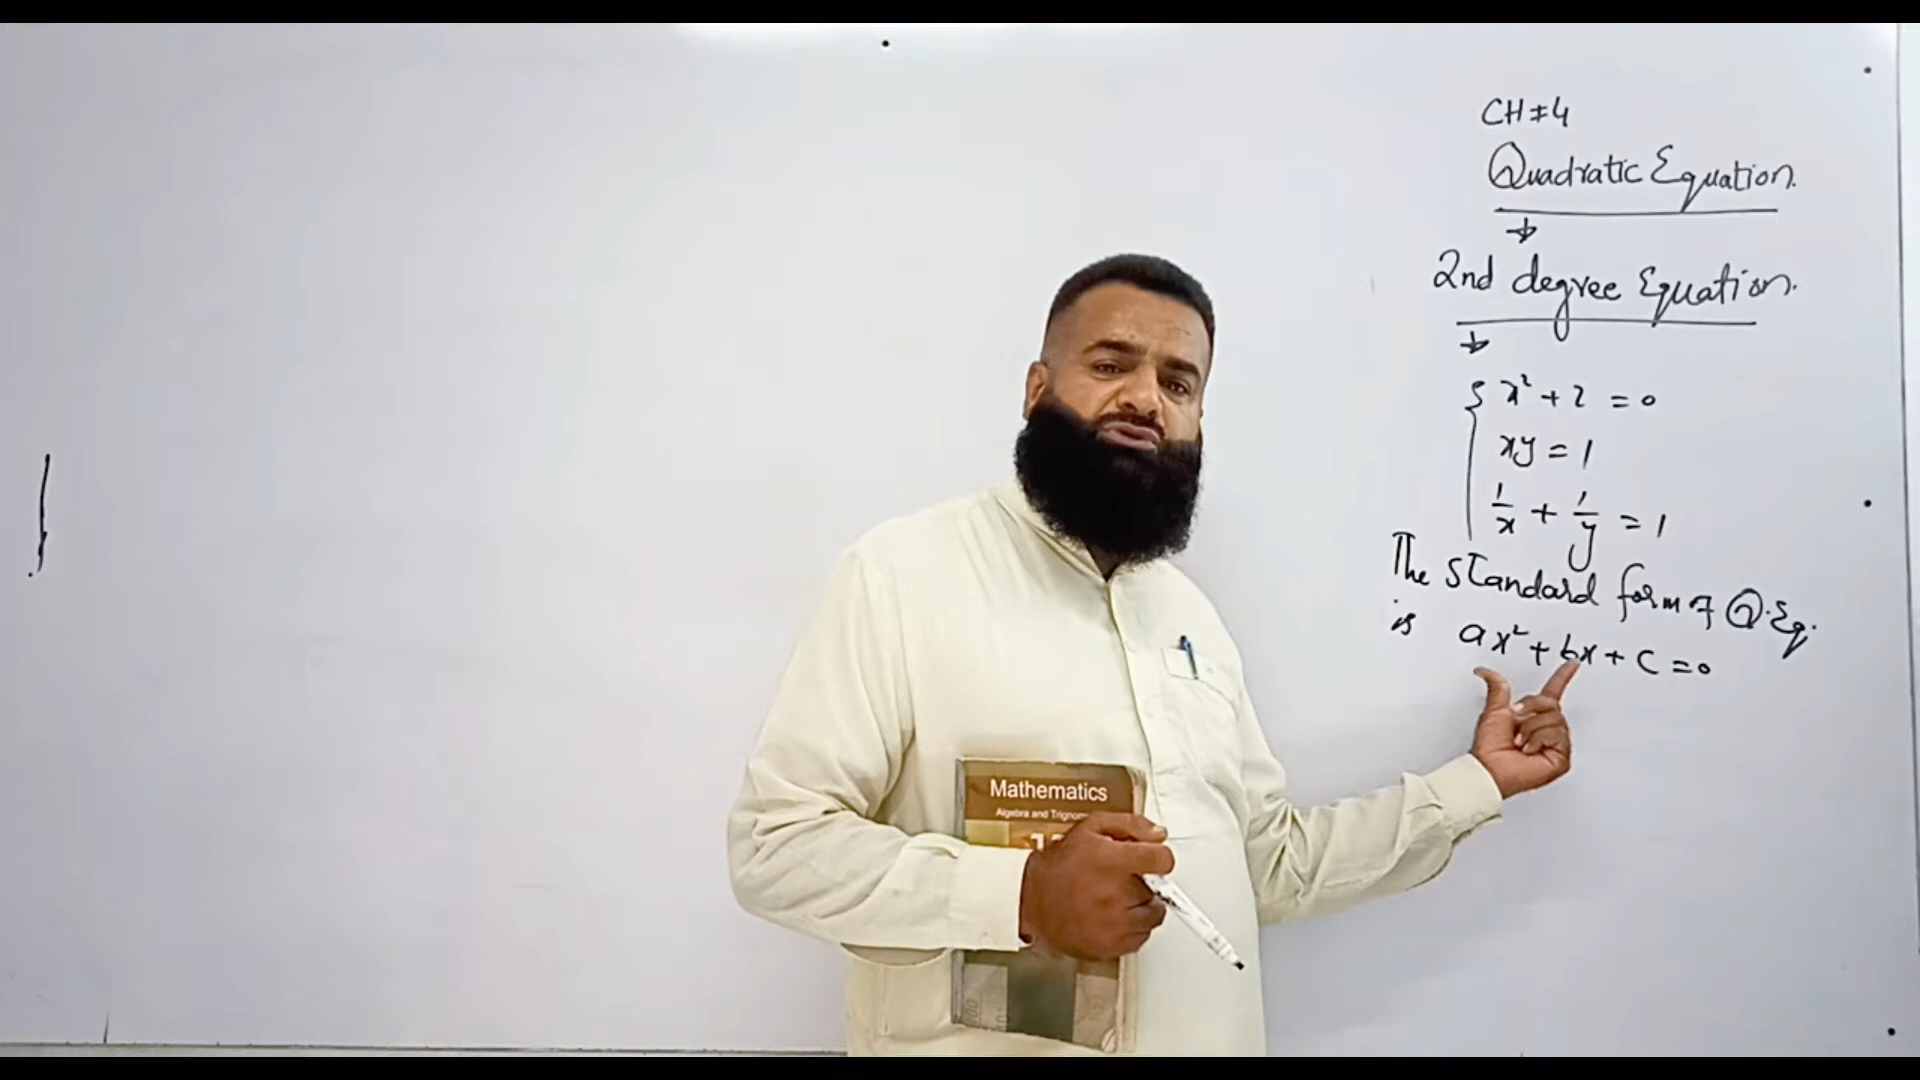 CH # 4
Quadratic Equation.
2nd degree Equation.
x² + 2 = 0
xy = 1
1/x + 1/y = 1
The standard form of Q.Eq.
is ax² + bx + c = 0
Mathematics
Algebra and